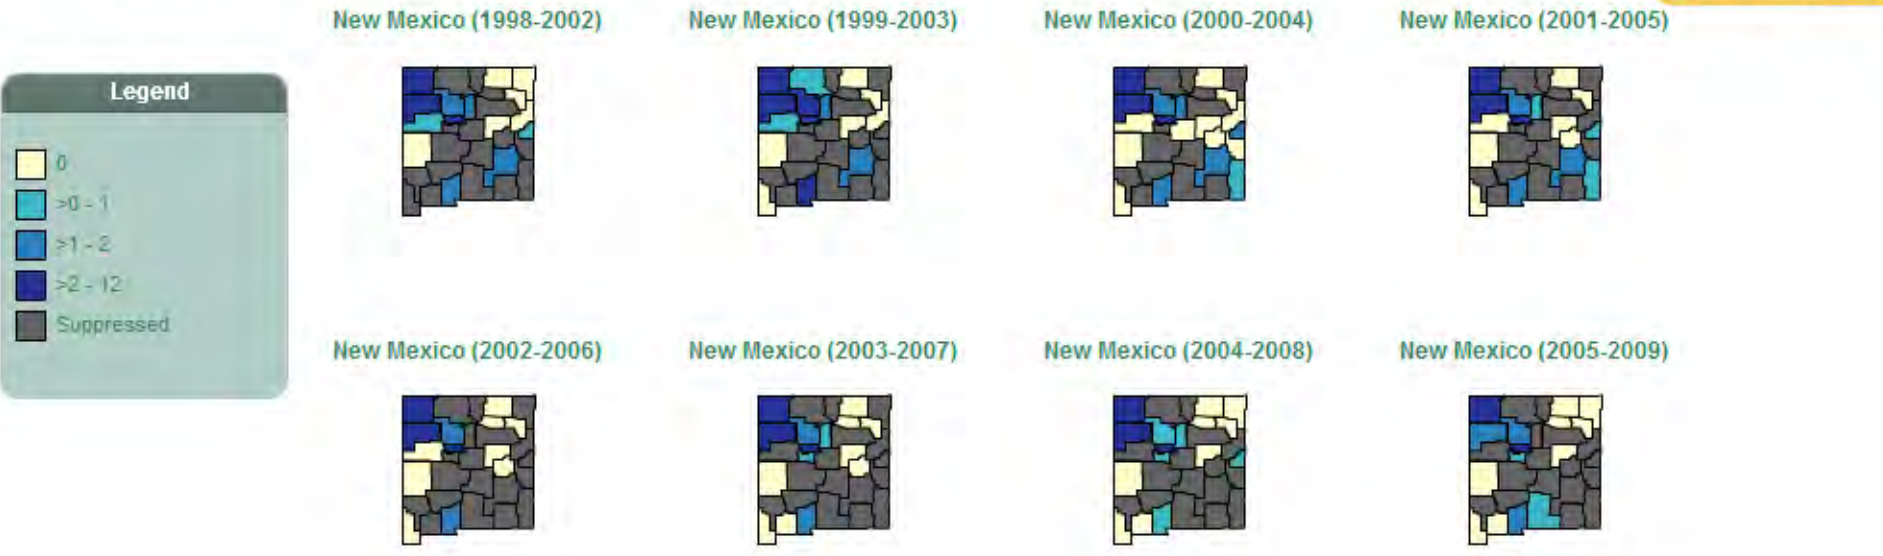 New Mexico (1998-2002)
New Mexico (1999-2003)
New Mexico (2000-2004)
New Mexico (2001-2005)
Legend
0
>0 - 1
>1 - 2
>2 - 12
Suppressed
New Mexico (2002-2006)
New Mexico (2003-2007)
New Mexico (2004-2008)
New Mexico (2005-2009)